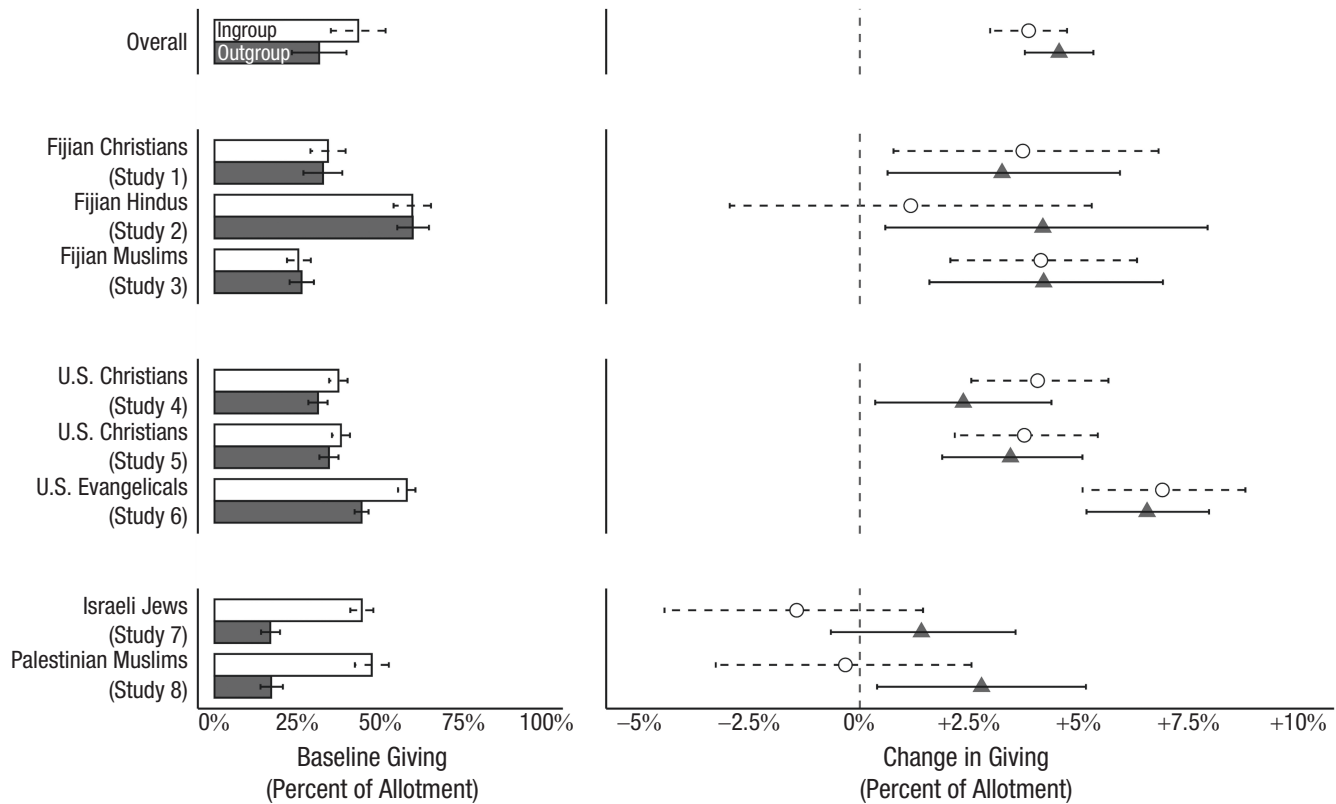 Overall
Ingroup
Outgroup
Fijian Christians
(Study 1)
Fijian Hindus
(Study 2)
Fijian Muslims
(Study 3)
U.S. Christians
(Study 4)
U.S. Christians
(Study 5)
U.S. Evangelicals
(Study 6)
Israeli Jews
(Study 7)
Palestinian Muslims
(Study 8)
0% 25% 50% 75% 100%
Baseline Giving
(Percent of Allotment)
−5% −2.5% 0% +2.5% +5% +7.5% +10%
Change in Giving
(Percent of Allotment)